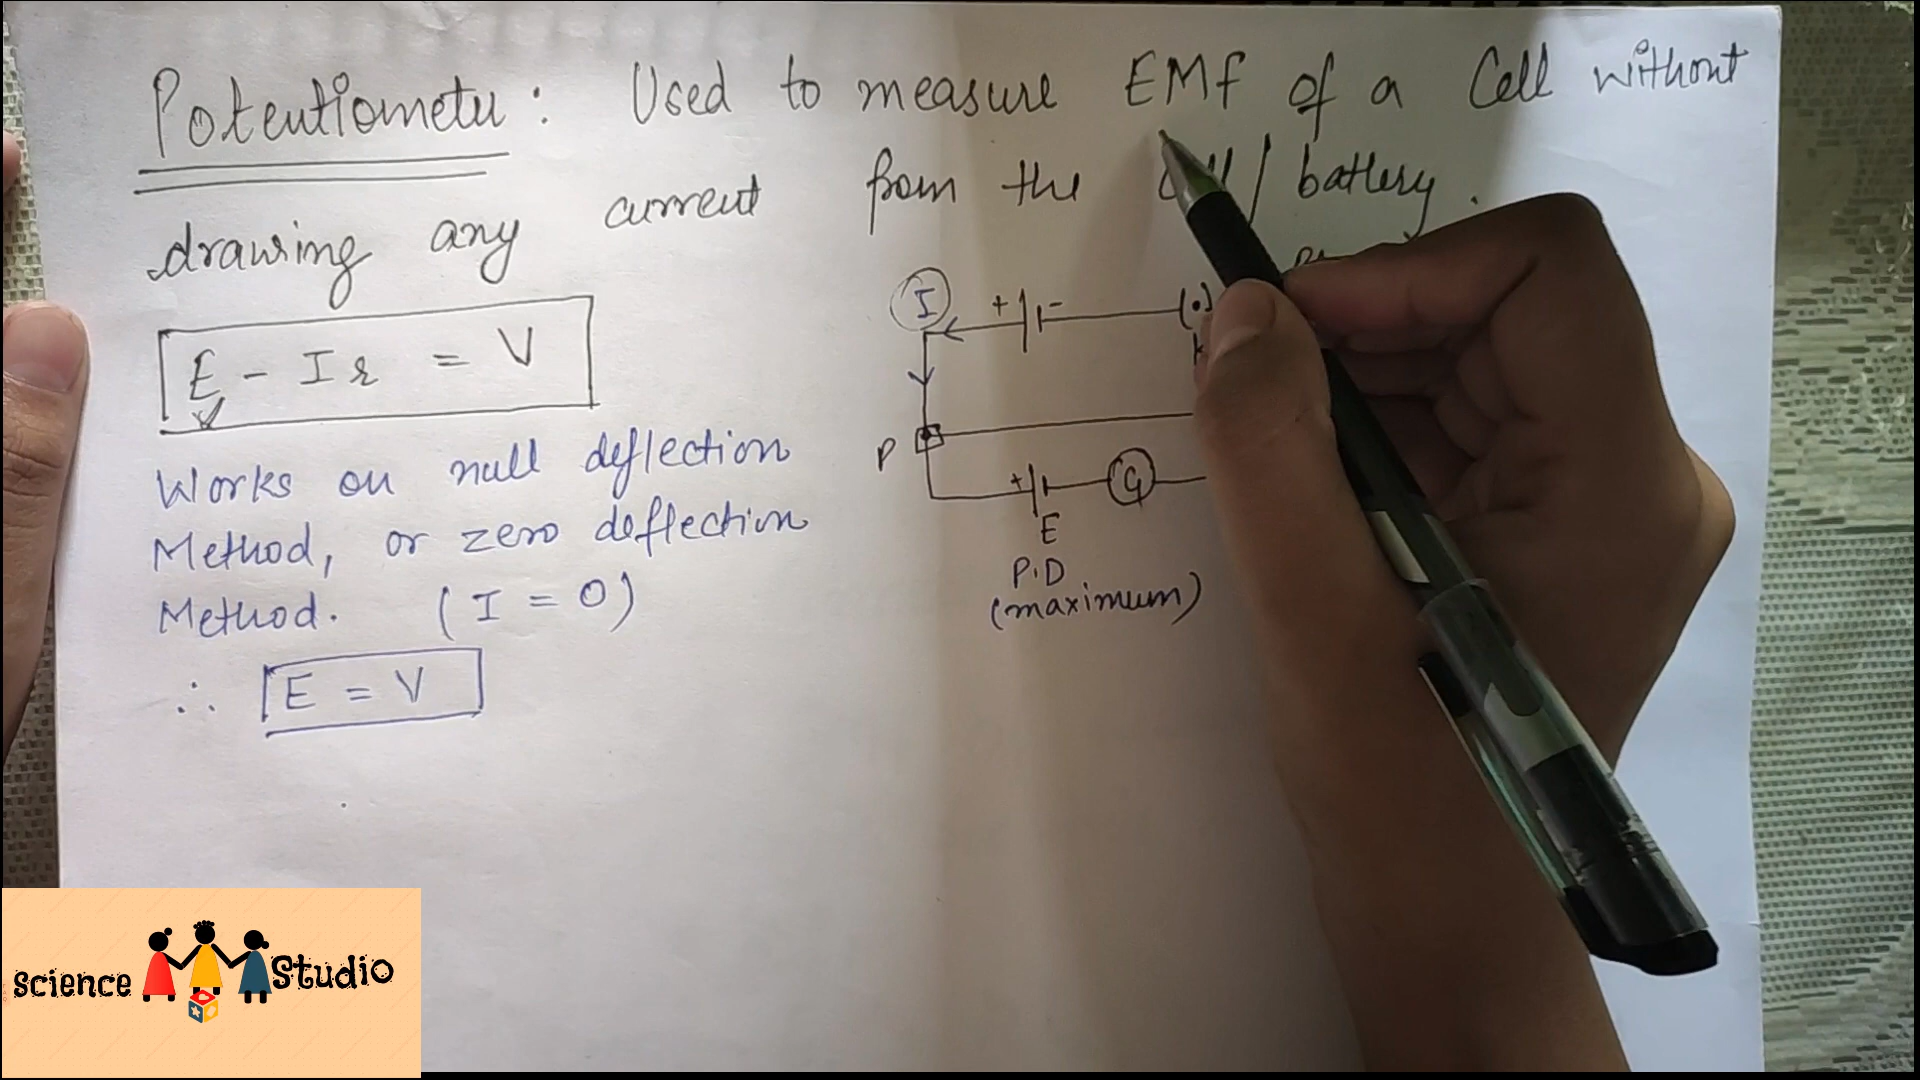 Potentiometer: Used to measure EMF of a Cell without
drawing any current from the Cell / battery.
E - Ir = V
Works on null deflection
Method, or zero deflection
Method. (I = 0)
∴ E = V
I
+ -
(•)
K
P
+
G
E
P.D
(maximum)
Science Studio